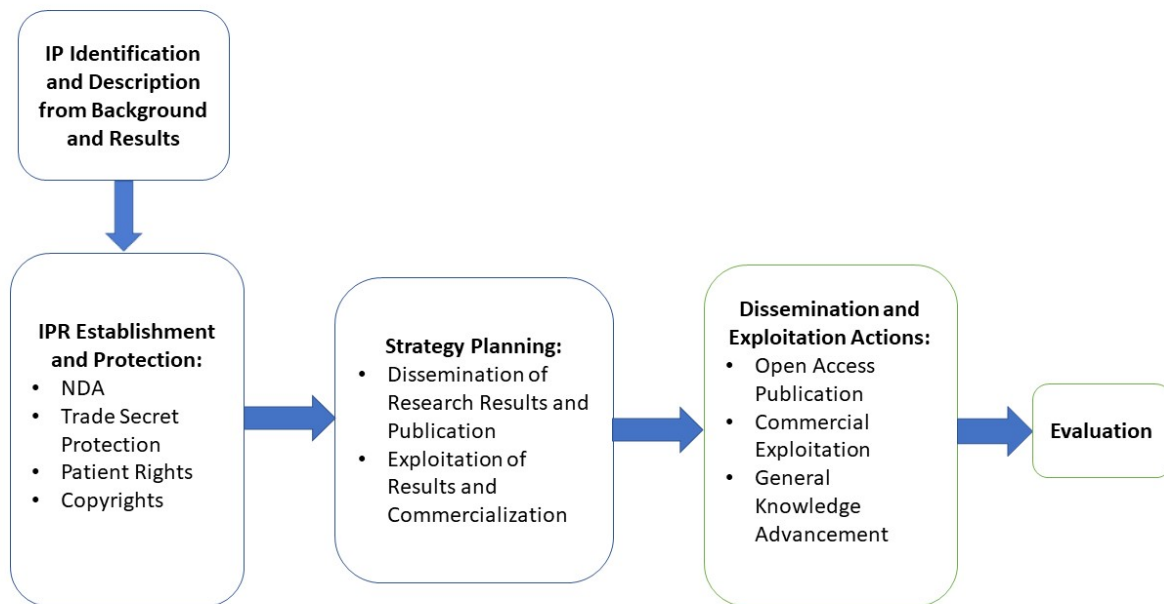 IP Identification
and Description
from Background
and Results
IPR Establishment
and Protection:
• NDA
• Trade Secret
Protection
• Patient Rights
• Copyrights
Strategy Planning:
• Dissemination of
Research Results and
Publication
• Exploitation of
Results and
Commercialization
Dissemination and
Exploitation Actions:
• Open Access
Publication
• Commercial
Exploitation
• General
Knowledge
Advancement
Evaluation